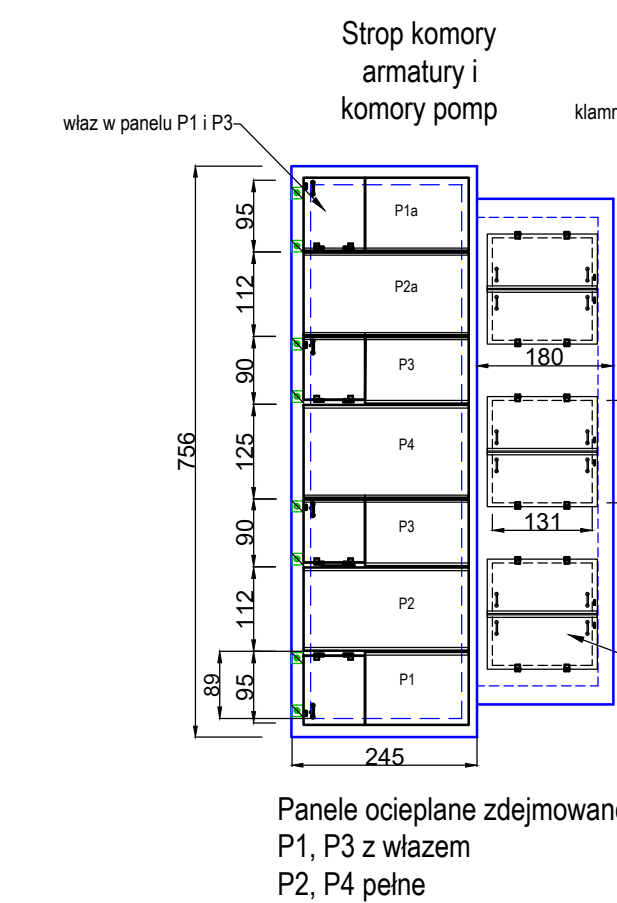 Strop komory
armatury i
komory pomp
właz w panelu P1 i P3
klamr
P1a
P2a
P3
P4
P3
P2
P1
95
112
90
125
90
112
95
89
756
245
180
131
Panele ocieplane zdejmowane
P1, P3 z włazem
P2, P4 pełne